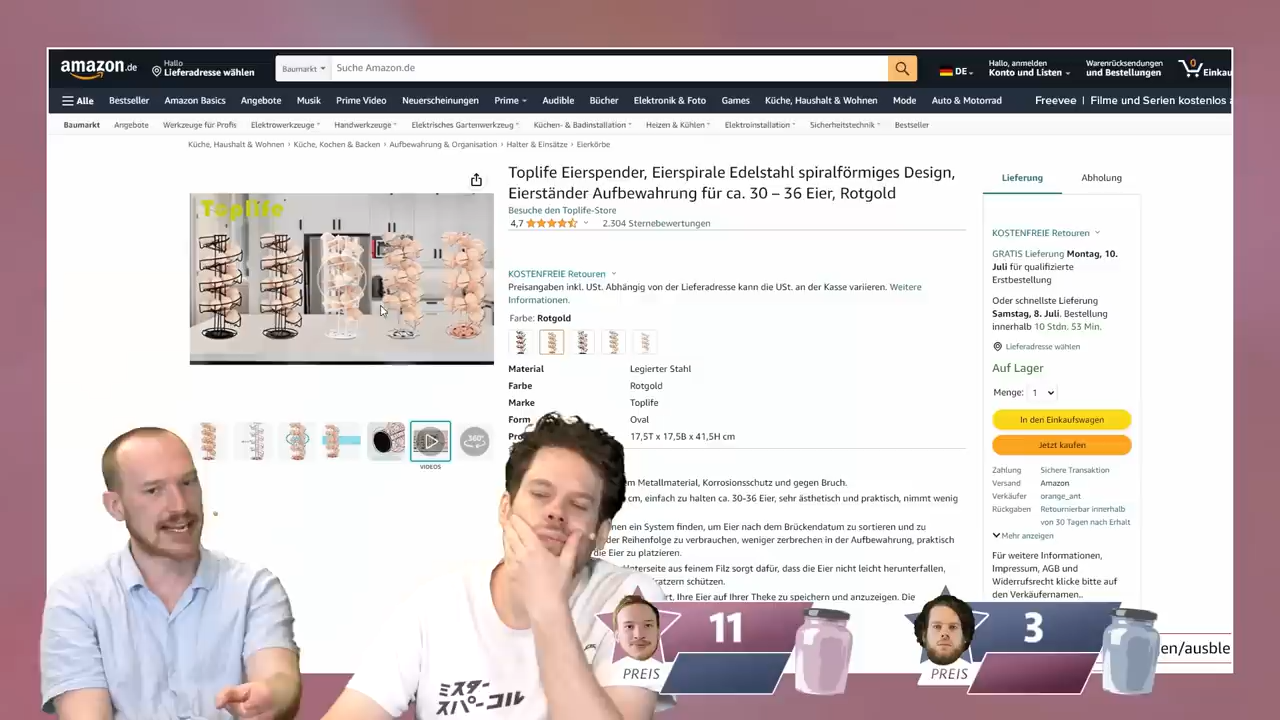 amazon.de
Hallo
Lieferadresse wählen
Baumarkt
Suche Amazon.de
DE
Hallo, anmelden
Konto und Listen
Warenrücksendungen
und Bestellungen
0
Einkau
Alle
Bestseller
Amazon Basics
Angebote
Musik
Prime Video
Neuerscheinungen
Prime
Audible
Bücher
Elektronik & Foto
Games
Küche, Haushalt & Wohnen
Mode
Auto & Motorrad
Freevee | Filme und Serien kostenlos
Baumarkt
Angebote
Werkzeuge für Profis
Elektrowerkzeuge
Handwerkzeuge
Elektrisches Gartenwerkzeug
Küchen- & Badinstallation
Heizen & Kühlen
Elektroinstallation
Sicherheitstechnik
Bestseller
Küche, Haushalt & Wohnen › Küche, Kochen & Backen › Aufbewahrung & Organisation › Halter & Einsätze › Eierkörbe
Toplife
Toplife Eierspender, Eierspirale Edelstahl spiralförmiges Design,
Eierständer Aufbewahrung für ca. 30 – 36 Eier, Rotgold
Besuche den Toplife-Store
4,7
2.304 Sternebewertungen
KOSTENFREIE Retouren
Preisangaben inkl. USt. Abhängig von der Lieferadresse kann die USt. an der Kasse variieren. Weitere
Informationen.
Farbe: Rotgold
Material Legierter Stahl
Farbe Rotgold
Marke Toplife
Form Oval
Pro
17,5T x 17,5B x 41,5H cm
VIDEOS
360°
m Metallmaterial, Korrosionsschutz und gegen Bruch.
cm, einfach zu halten ca. 30-36 Eier, sehr ästhetisch und praktisch, nimmt wenig
nen ein System finden, um Eier nach dem Brückendatum zu sortieren und zu
der Reihenfolge zu verbrauchen, weniger zerbrechen in der Aufbewahrung, praktisch
die Eier zu platzieren.
nterseite aus feinem Filz sorgt dafür, dass die Eier nicht leicht herunterfallen,
ratzern schützen.
rt, Ihre Eier auf Ihrer Theke zu speichern und anzuzeigen. Die
Lieferung
Abholung
KOSTENFREIE Retouren
GRATIS Lieferung Montag, 10.
Juli für qualifizierte
Erstbestellung
Oder schnellste Lieferung
Samstag, 8. Juli. Bestellung
innerhalb 10 Stdn. 53 Min.
Lieferadresse wählen
Auf Lager
Menge: 1
In den Einkaufswagen
Jetzt kaufen
Zahlung Sichere Transaktion
Versand Amazon
Verkäufer orange_ant
Rückgaben Retournierbar innerhalb
von 30 Tagen nach Erhalt
Mehr anzeigen
Für weitere Informationen,
Impressum, AGB und
Widerrufsrecht klicke bitte auf
den Verkäufernamen..
en/ausble
11
PREIS
3
PREIS
ミスター
スパーコル